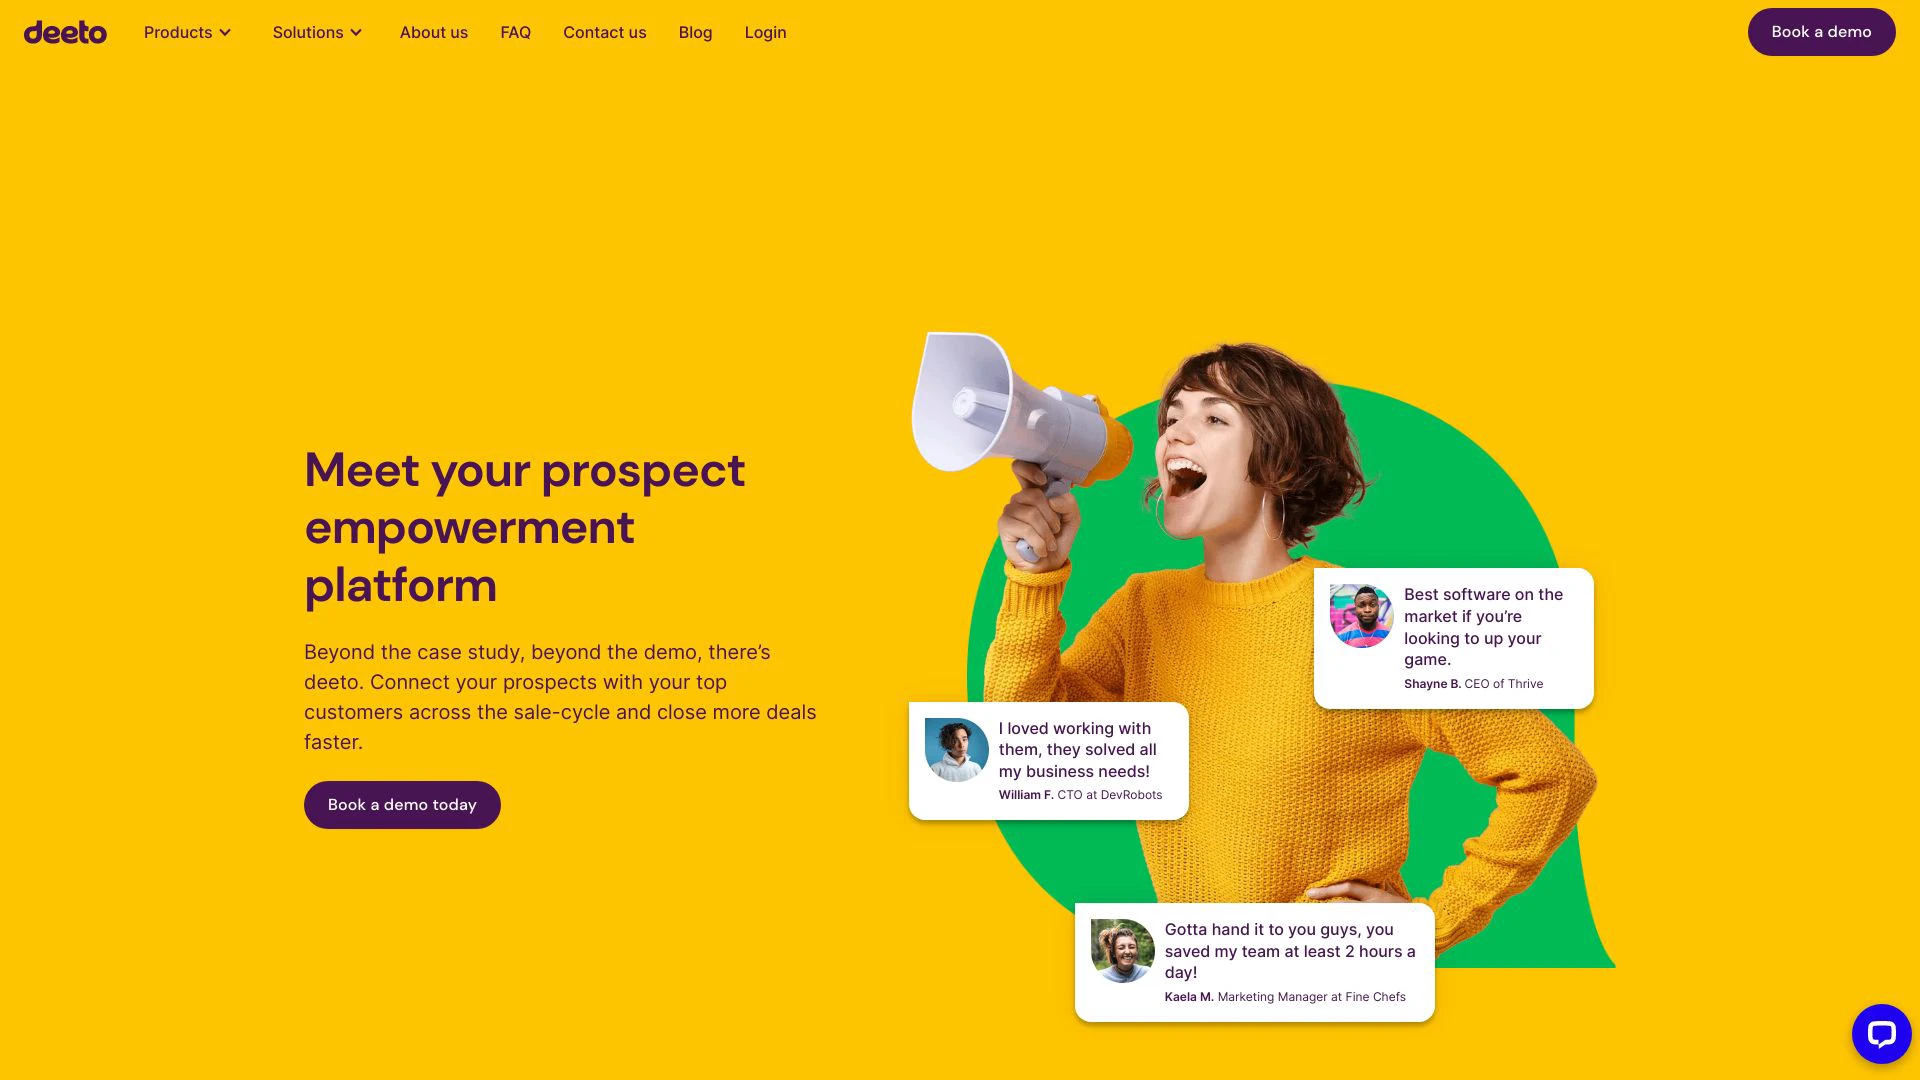 deeto
Products
Solutions
About us
FAQ
Contact us
Blog
Login
Book a demo
Meet your prospect
empowerment
platform
Beyond the case study, beyond the demo, there’s
deeto. Connect your prospects with your top
customers across the sale-cycle and close more deals
faster.
Book a demo today
Best software on the
market if you’re
looking to up your
game.
Shayne B. CEO of Thrive
I loved working with
them, they solved all
my business needs!
William F. CTO at DevRobots
Gotta hand it to you guys, you
saved my team at least 2 hours a
day!
Kaela M. Marketing Manager at Fine Chefs